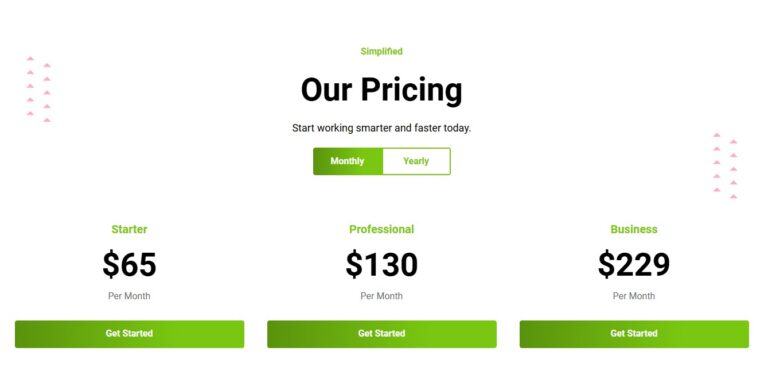 Simplified
Our Pricing
Start working smarter and faster today.
Monthly Yearly
Starter Professional Business
$65 $130 $229
Per Month Per Month Per Month
Get Started Get Started Get Started